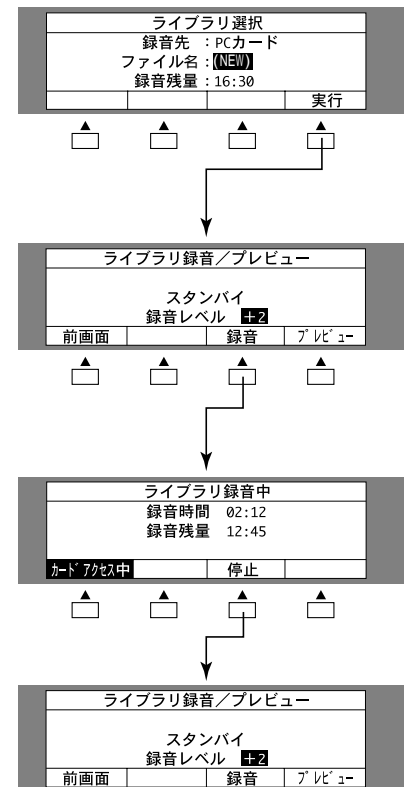 ライブラリ選択
録音先 : PCカード
ファイル名 : (NEW)
録音残量 : 16:30
実行
ライブラリ録音／プレビュー
スタンバイ
録音レベル +2
前画面 録音 ﾌﾟﾚﾋﾞｭｰ
ライブラリ録音中
録音時間 02:12
録音残量 12:45
ｶｰﾄﾞｱｸｾｽ中 停止
ライブラリ録音／プレビュー
スタンバイ
録音レベル +2
前画面 録音 ﾌﾟﾚﾋﾞｭｰ